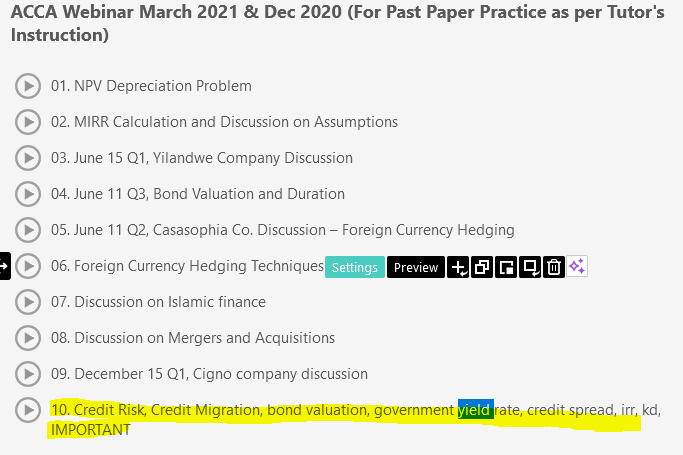 ACCA Webinar March 2021 & Dec 2020 (For Past Paper Practice as per Tutor's
Instruction)
01. NPV Depreciation Problem
02. MIRR Calculation and Discussion on Assumptions
03. June 15 Q1, Yilandwe Company Discussion
04. June 11 Q3, Bond Valuation and Duration
05. June 11 Q2, Casasophia Co. Discussion – Foreign Currency Hedging
06. Foreign Currency Hedging Techniques Settings Preview
07. Discussion on Islamic finance
08. Discussion on Mergers and Acquisitions
09. December 15 Q1, Cigno company discussion
10. Credit Risk, Credit Migration, bond valuation, government yield rate, credit spread, irr, kd,
IMPORTANT